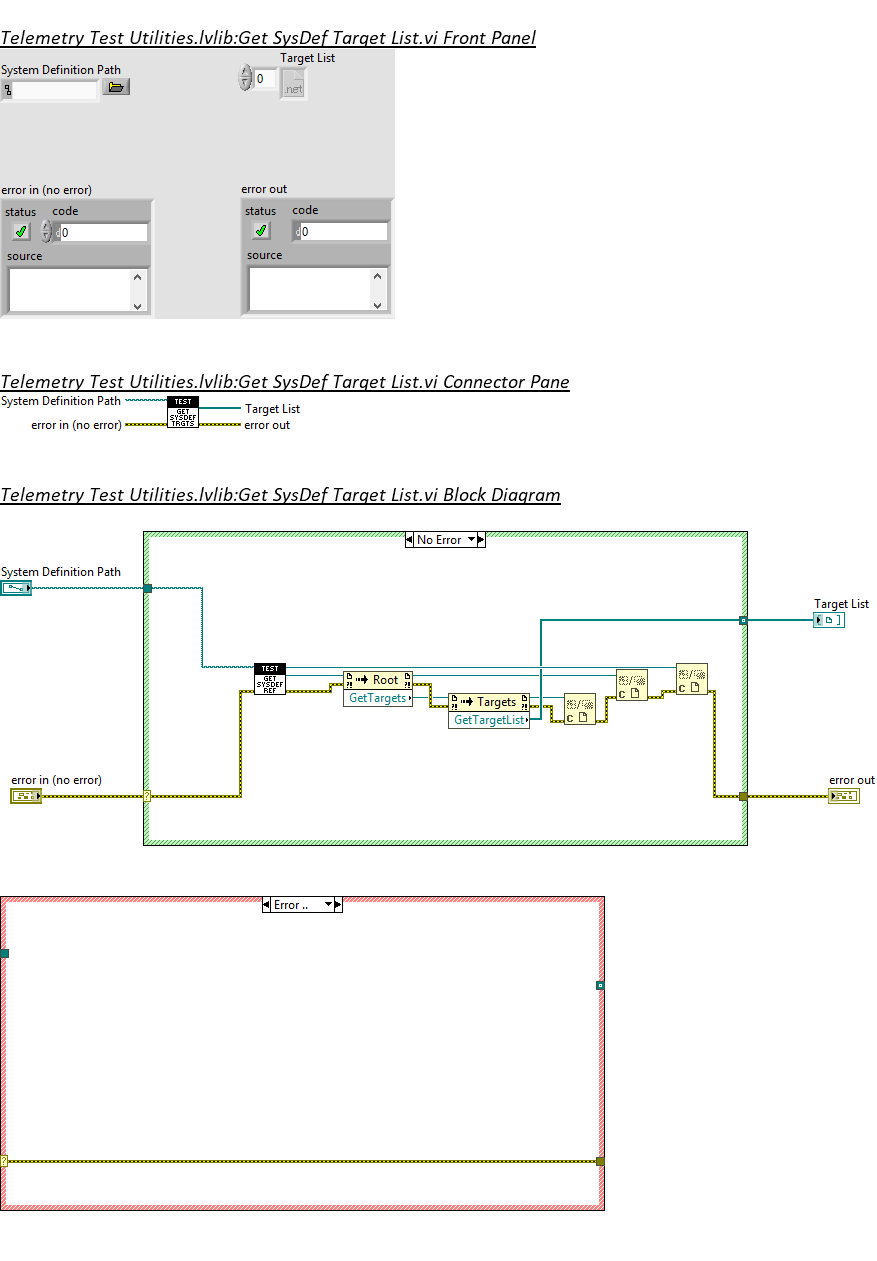 Telemetry Test Utilities.lvlib:Get SysDef Target List.vi Front Panel
System Definition Path
Target List
0
.net
error in (no error)
error out
status code
0
source
status code
0
source
Telemetry Test Utilities.lvlib:Get SysDef Target List.vi Connector Pane
System Definition Path
TEST
GET
SYSDEF
TRGTS
Target List
error in (no error)
error out
Telemetry Test Utilities.lvlib:Get SysDef Target List.vi Block Diagram
No Error
System Definition Path
Target List
TEST
GET
SYSDEF
REF
Root
GetTargets
Targets
GetTargetList
C
C
C
error in (no error)
error out
?
Error ..
?